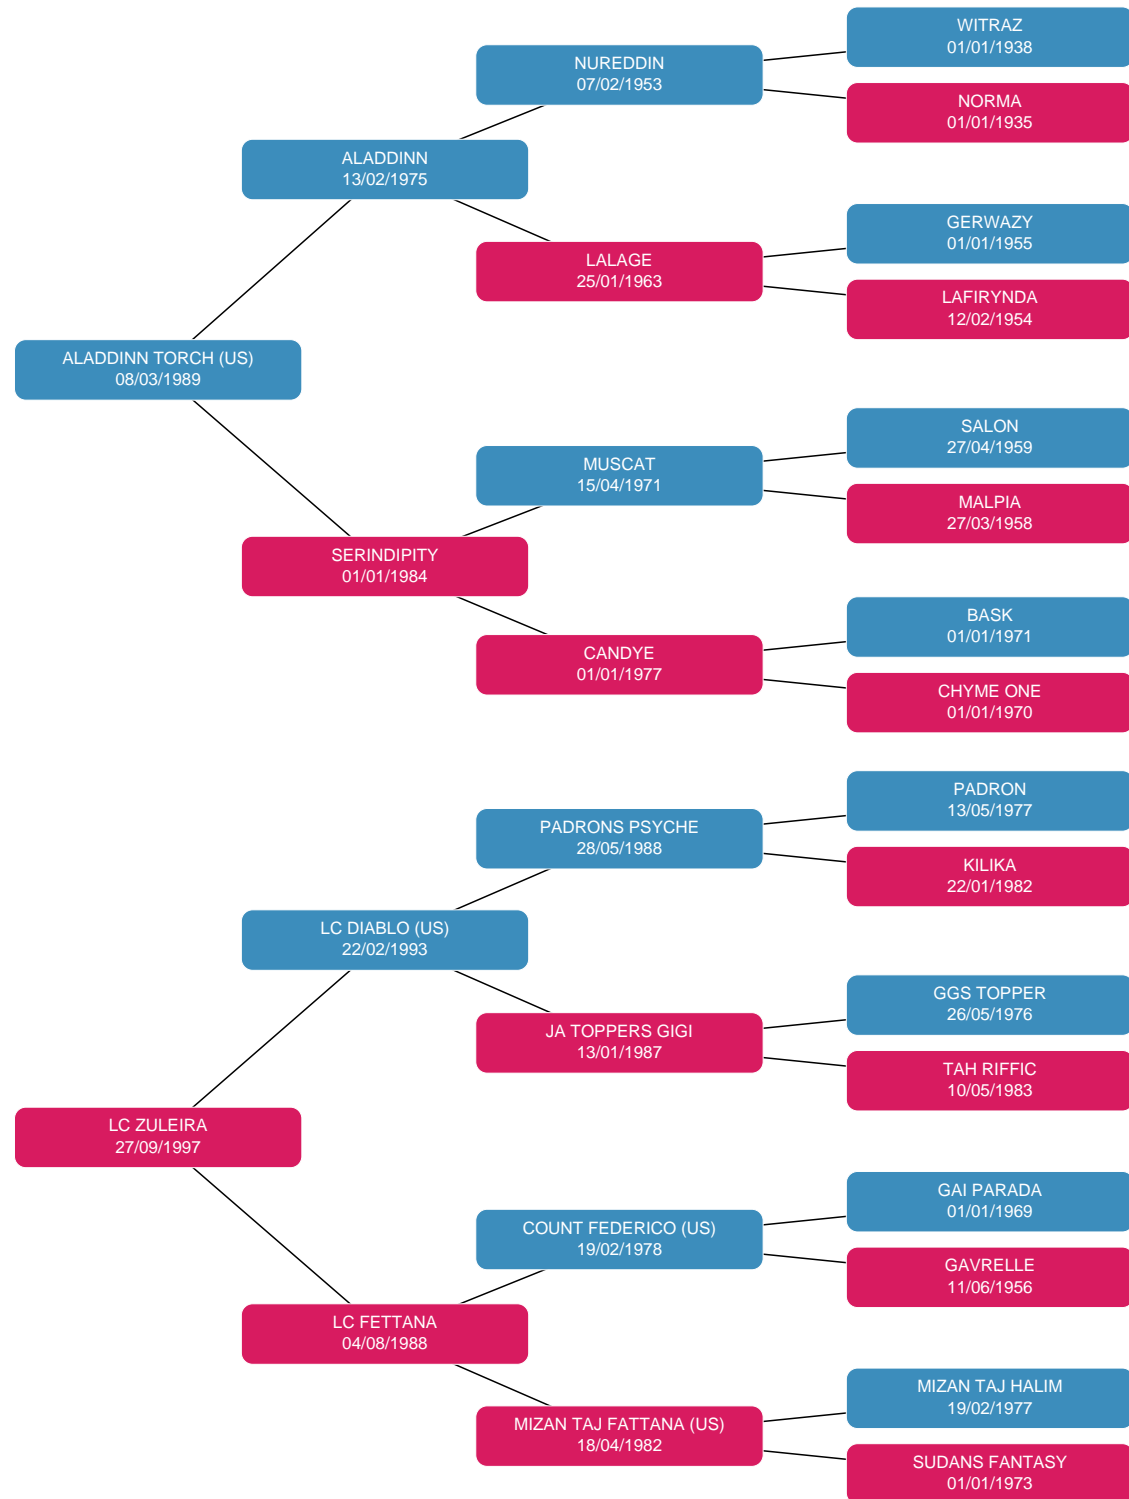 WITRAZ
01/01/1938
NUREDDIN
07/02/1953
NORMA
01/01/1935
ALADDINN
13/02/1975
GERWAZY
01/01/1955
LALAGE
25/01/1963
LAFIRYNDA
12/02/1954
ALADDINN TORCH (US)
08/03/1989
SALON
27/04/1959
MUSCAT
15/04/1971
MALPIA
27/03/1958
SERINDIPITY
01/01/1984
BASK
01/01/1971
CANDYE
01/01/1977
CHYME ONE
01/01/1970
PADRON
13/05/1977
PADRONS PSYCHE
28/05/1988
KILIKA
22/01/1982
LC DIABLO (US)
22/02/1993
GGS TOPPER
26/05/1976
JA TOPPERS GIGI
13/01/1987
TAH RIFFIC
10/05/1983
LC ZULEIRA
27/09/1997
GAI PARADA
01/01/1969
COUNT FEDERICO (US)
19/02/1978
GAVRELLE
11/06/1956
LC FETTANA
04/08/1988
MIZAN TAJ HALIM
19/02/1977
MIZAN TAJ FATTANA (US)
18/04/1982
SUDANS FANTASY
01/01/1973